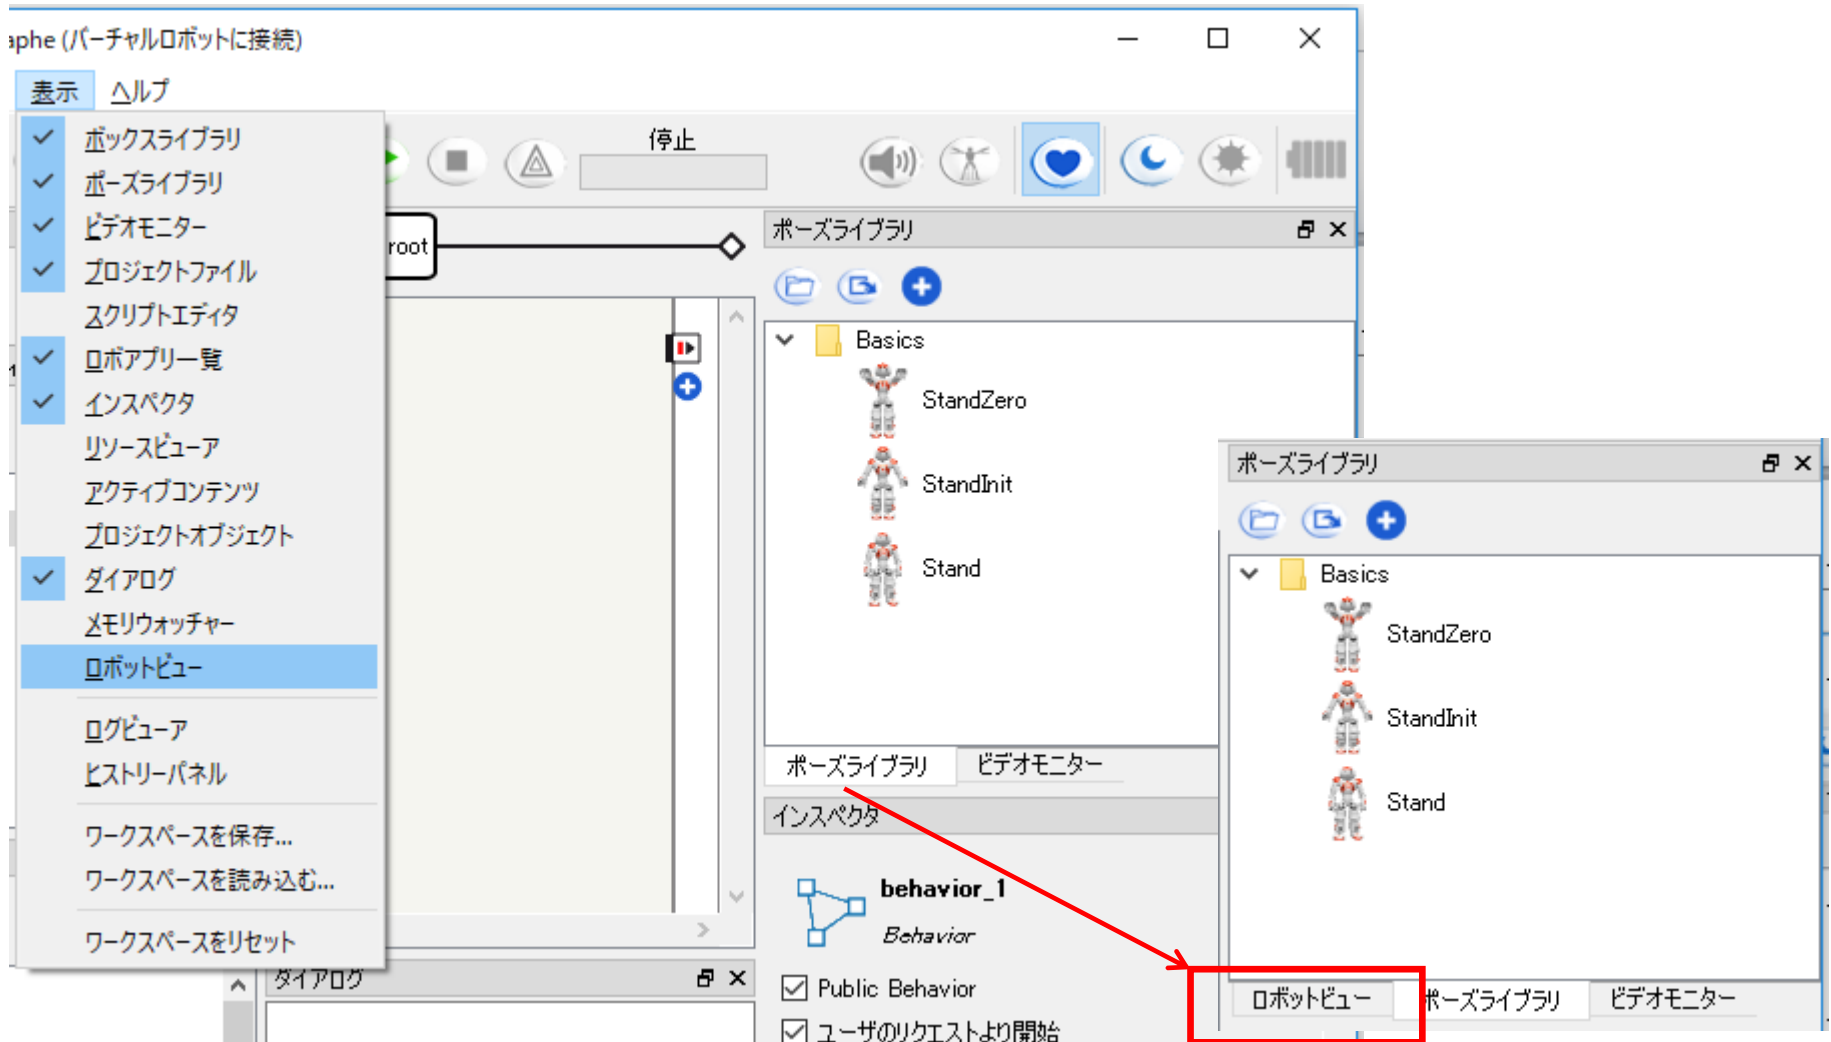 aphe (バーチャルロボットに接続)
表示 ヘルプ
ボックスライブラリ
ポーズライブラリ
ビデオモニター
プロジェクトファイル
スクリプトエディタ
ロボアプリ一覧
インスペクタ
リソースビューア
アクティブコンテンツ
プロジェクトオブジェクト
ダイアログ
メモリウォッチャー
ロボットビュー
ログビューア
ヒストリーパネル
ワークスペースを保存...
ワークスペースを読み込む...
ワークスペースをリセット
停止
root
ダイアログ
ポーズライブラリ
Basics
StandZero
StandInit
Stand
ポーズライブラリ ビデオモニター
インスペクタ
behavior_1
Behavior
Public Behavior
ユーザのリクエストより開始
ポーズライブラリ
Basics
StandZero
StandInit
Stand
ロボットビュー ポーズライブラリ ビデオモニター